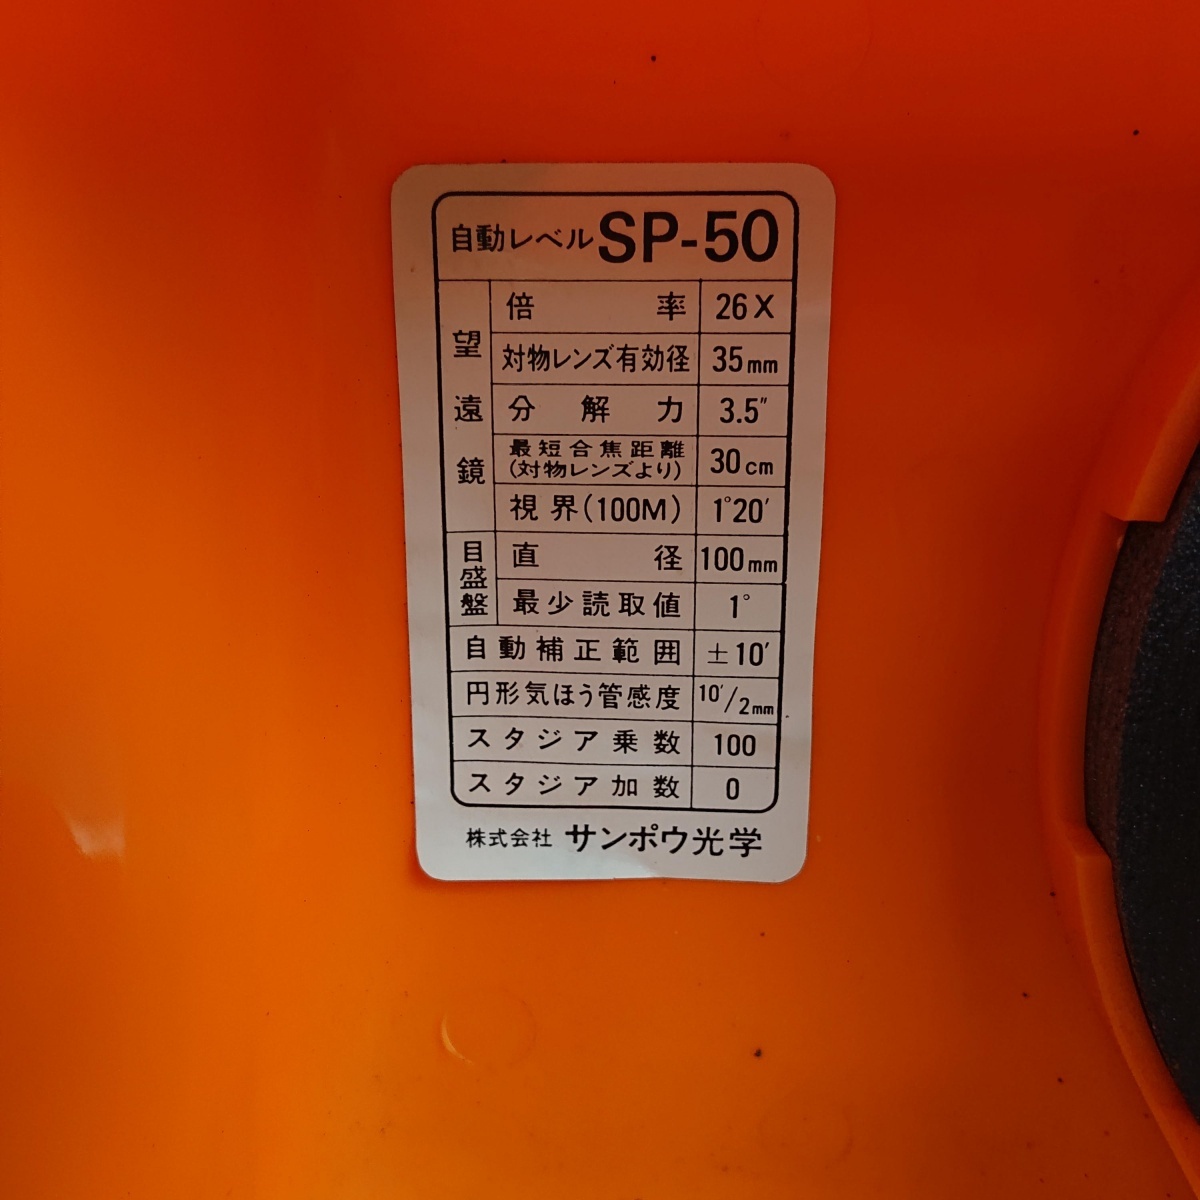 自動レベル SP-50
望遠鏡
倍率 26X
対物レンズ有効径 35mm
分解力 3.5"
最短合焦距離
(対物レンズより) 30cm
視界(100M) 1°20'
目盛盤
直径 100mm
最少読取値 1°
自動補正範囲 ±10'
円形気ほう管感度 10'/2mm
スタジア乗数 100
スタジア加数 0
株式会社 サンポウ光学